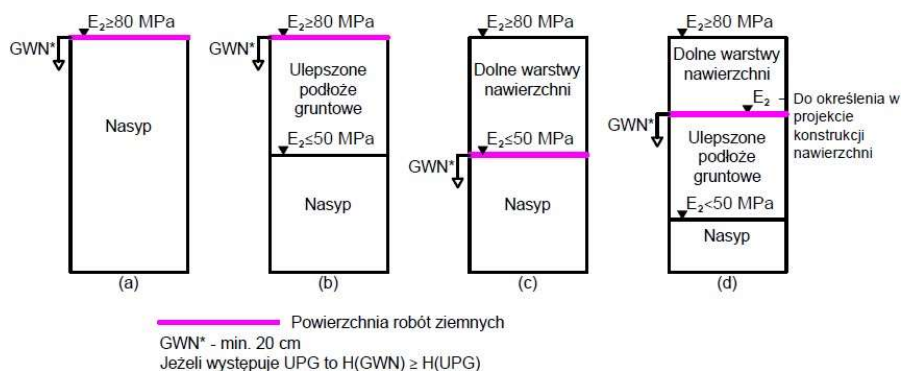 E₂≥80 MPa
GWN*
Nasyp
(a)
E₂≥80 MPa
GWN*
Ulepszone
podłoże
gruntowe
E₂≤50 MPa
Nasyp
(b)
E₂≥80 MPa
Dolne warstwy
nawierzchni
E₂≤50 MPa
GWN*
Nasyp
(c)
E₂≥80 MPa
Dolne warstwy
nawierzchni
E₂ – Do określenia w
projekcie
konstrukcji
nawierzchni
GWN*
Ulepszone
podłoże
gruntowe
E₂<50 MPa
Nasyp
(d)
Powierzchnia robót ziemnych
GWN* - min. 20 cm
Jeżeli występuje UPG to H(GWN) ≥ H(UPG)